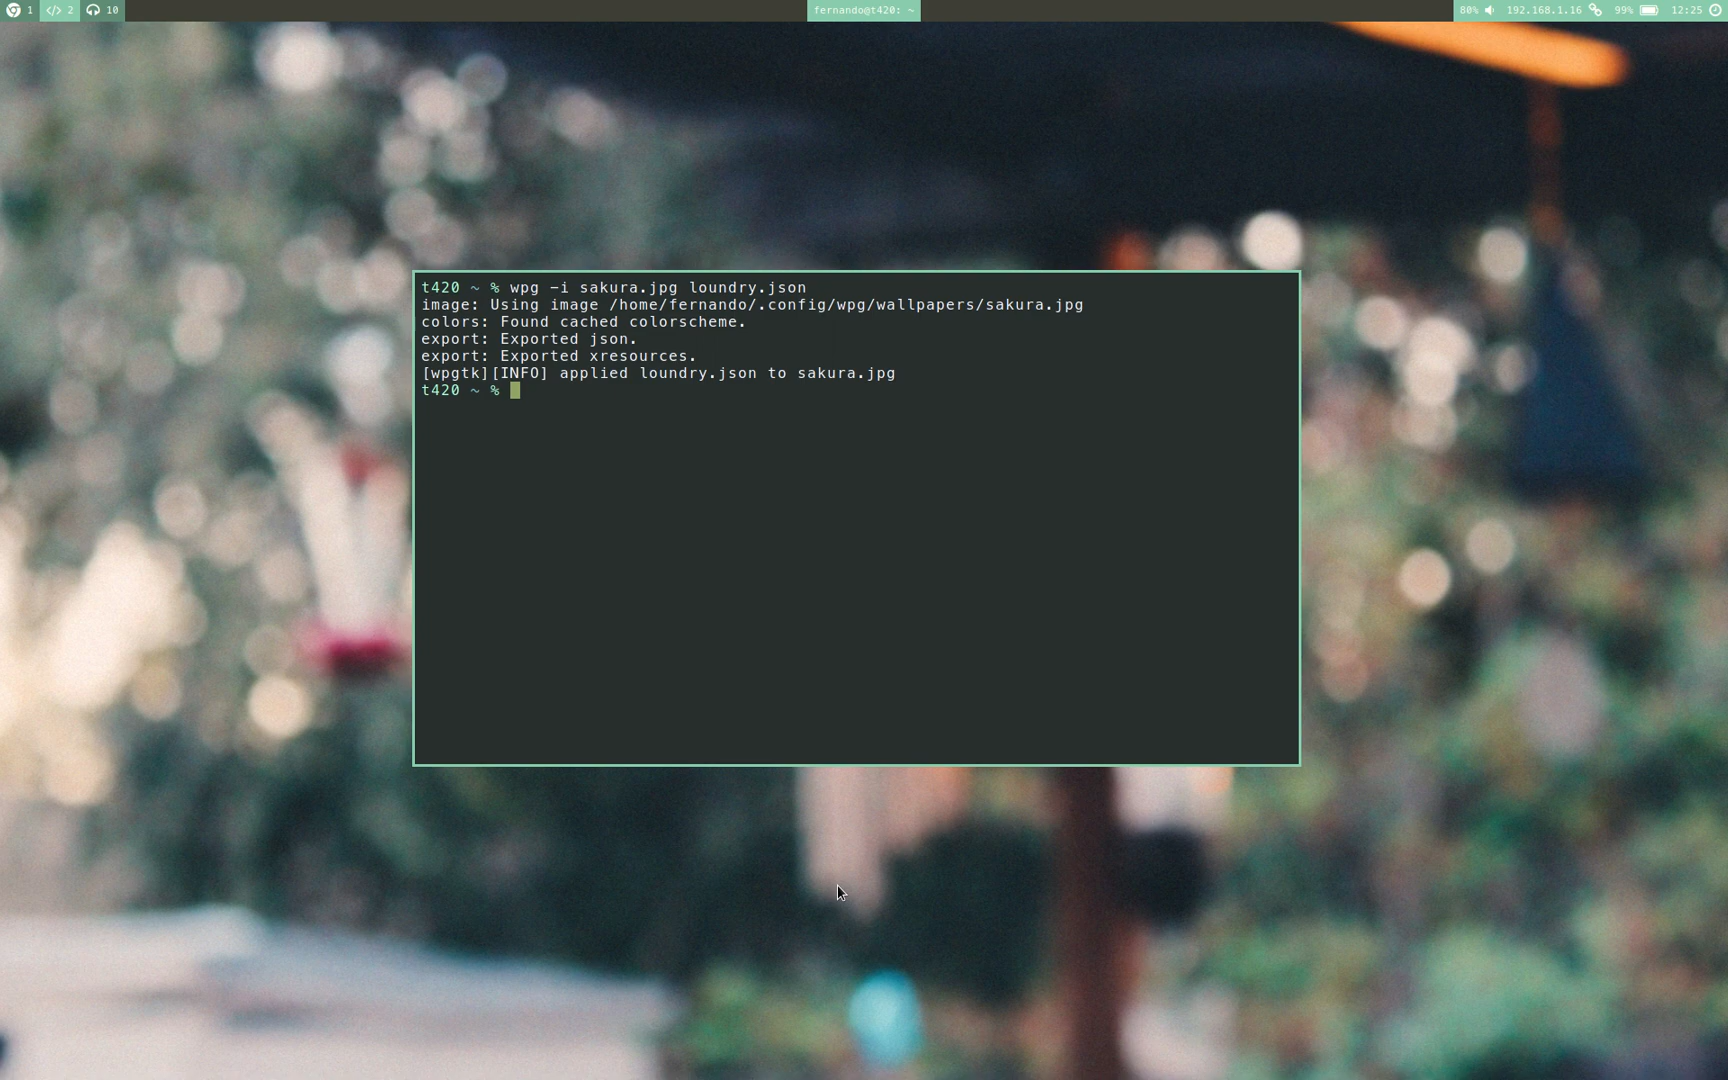 1 </> 2 10 fernando@t420: ~ 80% 192.168.1.16 99% 12:25
t420 ~ % wpg -i sakura.jpg loundry.json
image: Using image /home/fernando/.config/wpg/wallpapers/sakura.jpg
colors: Found cached colorscheme.
export: Exported json.
export: Exported xresources.
[wpgtk][INFO] applied loundry.json to sakura.jpg
t420 ~ %